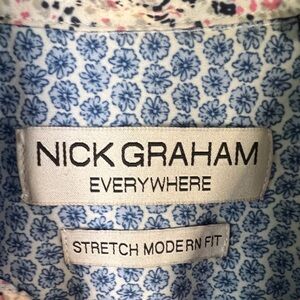 NICK GRAHAM
EVERYWHERE
STRETCH MODERN FIT